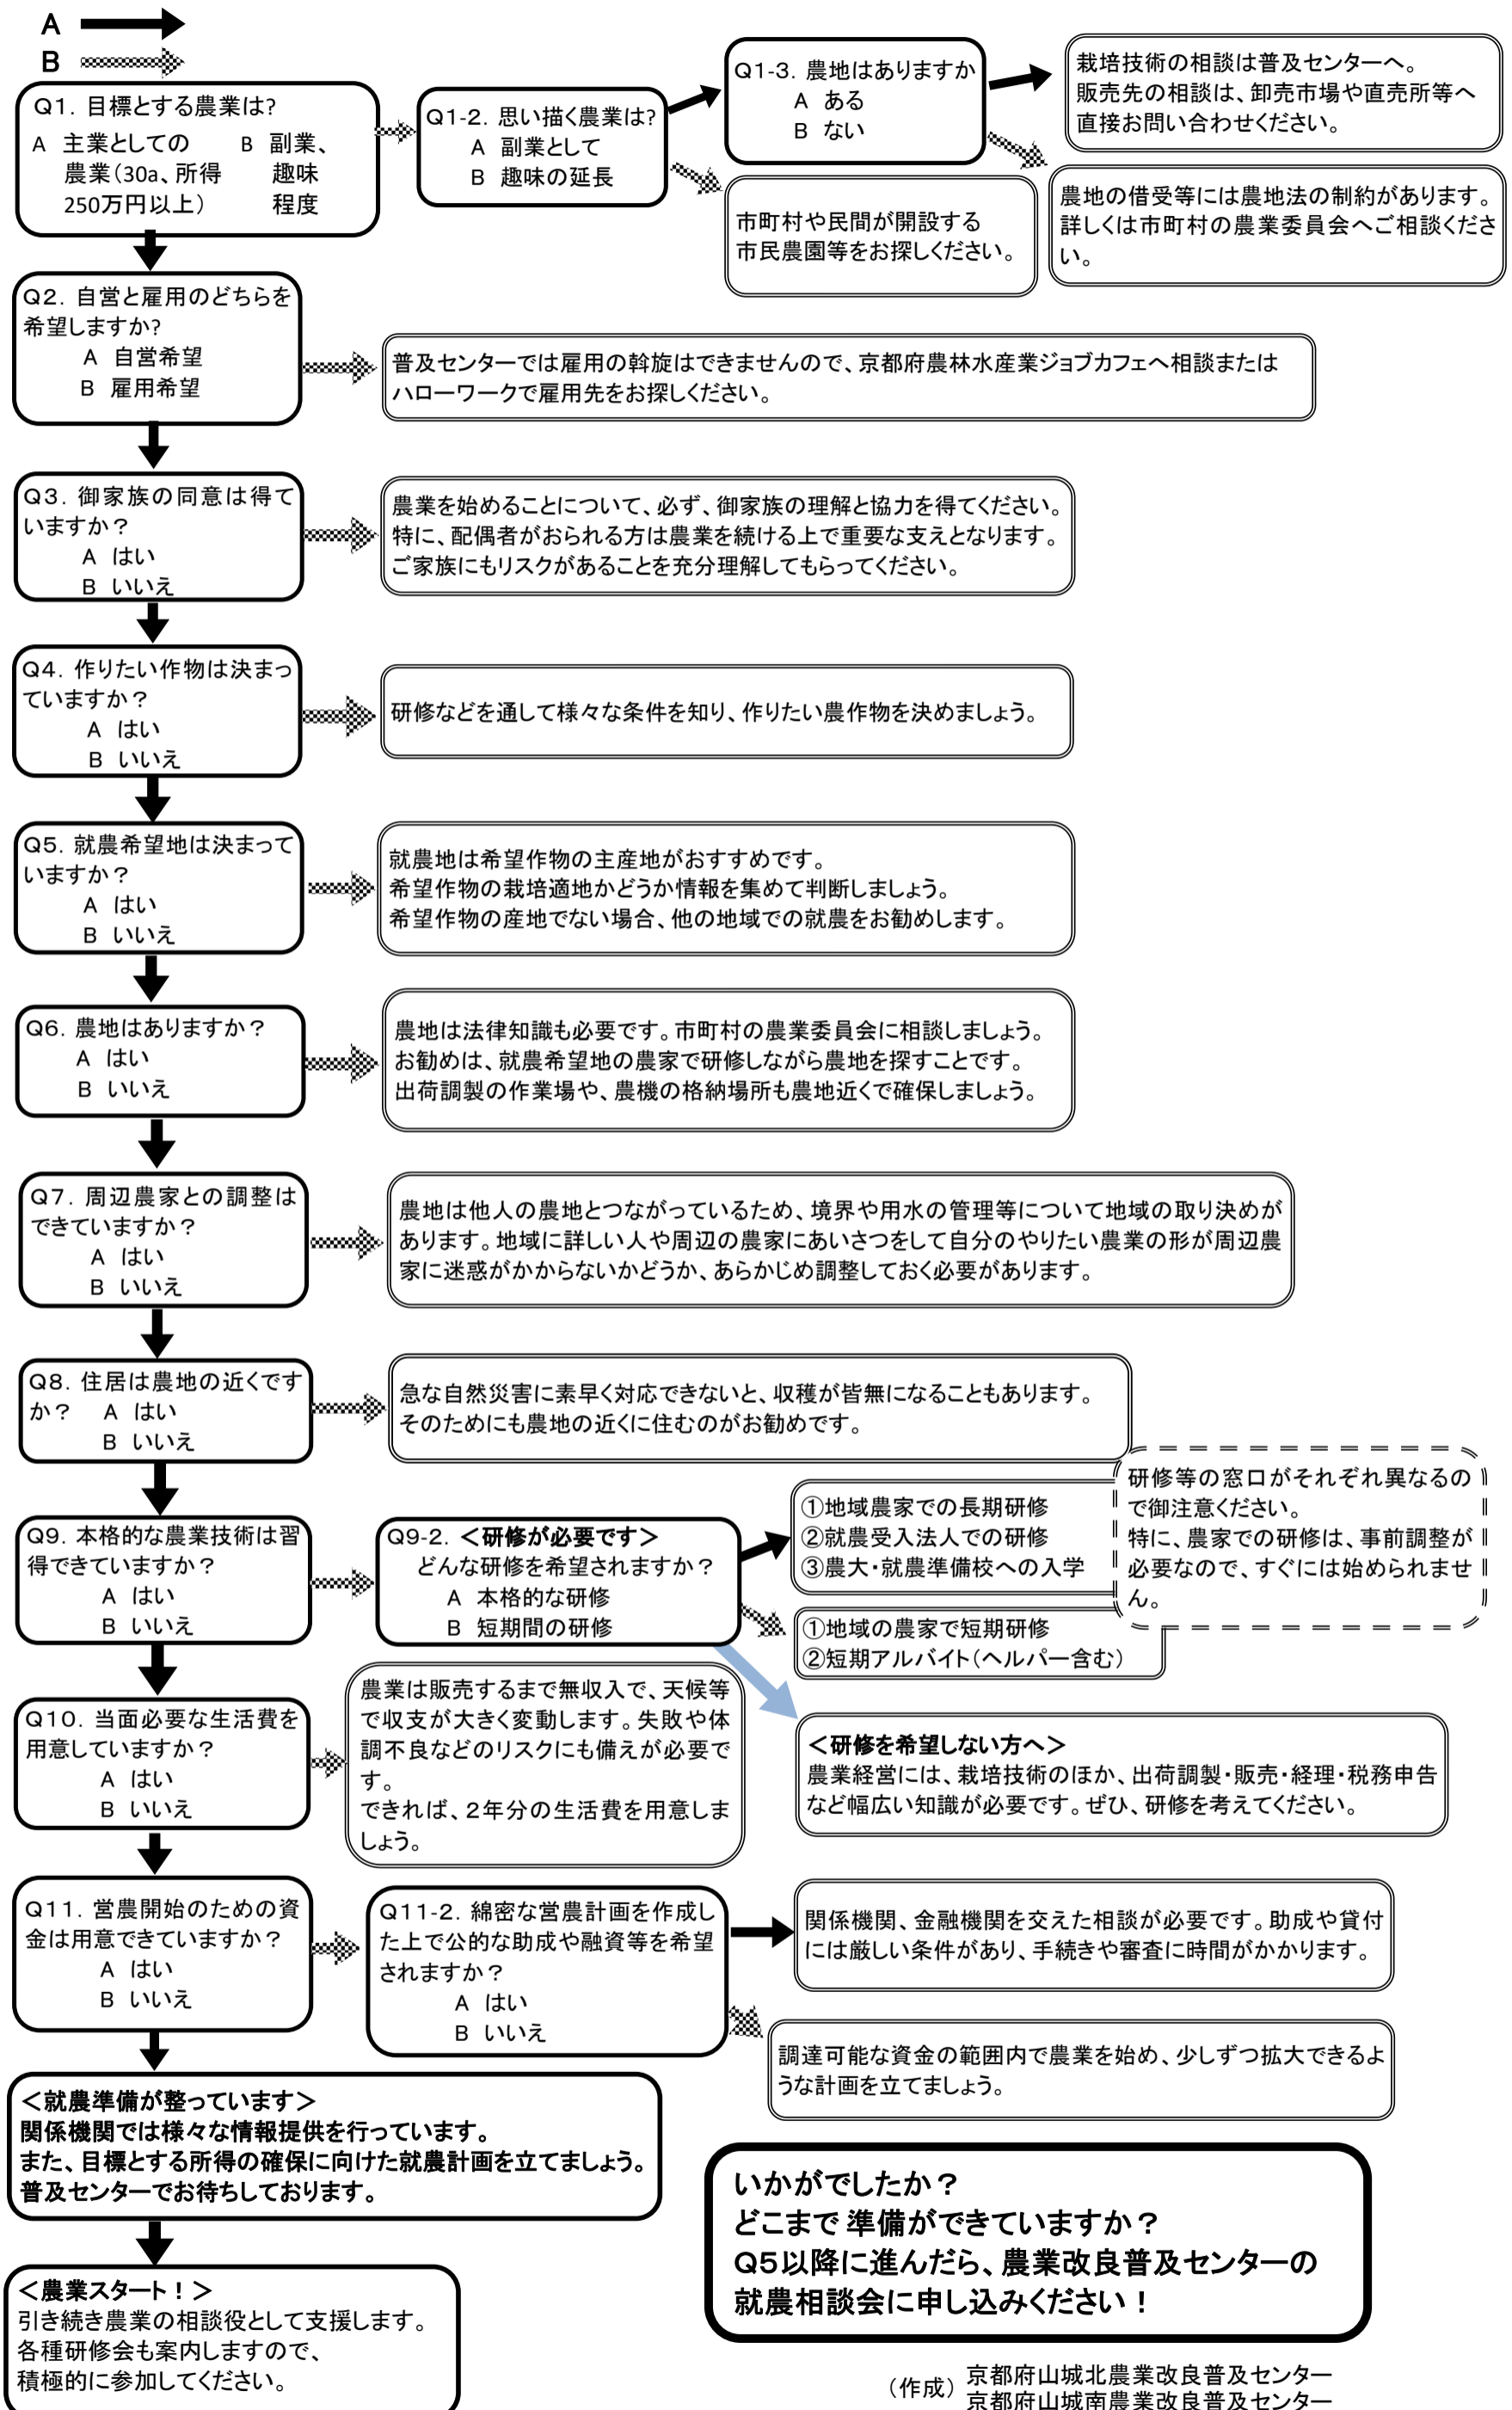 A
B
Q1．目標とする農業は?
A　主業としての　　B　副業、
農業（30a、所得　　趣味
250万円以上）　　程度
Q1-2．思い描く農業は?
A　副業として
B　趣味の延長
Q1-3．農地はありますか
A　ある
B　ない
栽培技術の相談は普及センターへ。
販売先の相談は、卸売市場や直売所等へ
直接お問い合わせください。
市町村や民間が開設する
市民農園等をお探しください。
農地の借受等には農地法の制約があります。
詳しくは市町村の農業委員会へご相談くださ
い。
Q2．自営と雇用のどちらを
希望しますか?
A　自営希望
B　雇用希望
普及センターでは雇用の斡旋はできませんので、京都府農林水産業ジョブカフェへ相談または
ハローワークで雇用先をお探しください。
Q3．御家族の同意は得て
いますか？
A　はい
B　いいえ
農業を始めることについて、必ず、御家族の理解と協力を得てください。
特に、配偶者がおられる方は農業を続ける上で重要な支えとなります。
ご家族にもリスクがあることを充分理解してもらってください。
Q4．作りたい作物は決まっ
ていますか？
A　はい
B　いいえ
研修などを通して様々な条件を知り、作りたい農作物を決めましょう。
Q5．就農希望地は決まって
いますか？
A　はい
B　いいえ
就農地は希望作物の主産地がおすすめです。
希望作物の栽培適地かどうか情報を集めて判断しましょう。
希望作物の産地でない場合、他の地域での就農をお勧めします。
Q6．農地はありますか？
A　はい
B　いいえ
農地は法律知識も必要です。市町村の農業委員会に相談しましょう。
お勧めは、就農希望地の農家で研修しながら農地を探すことです。
出荷調製の作業場や、農機の格納場所も農地近くで確保しましょう。
Q7．周辺農家との調整は
できていますか？
A　はい
B　いいえ
農地は他人の農地とつながっているため、境界や用水の管理等について地域の取り決めが
あります。地域に詳しい人や周辺の農家にあいさつをして自分のやりたい農業の形が周辺農
家に迷惑がかからないかどうか、あらかじめ調整しておく必要があります。
Q8．住居は農地の近くです
か？　A　はい
B　いいえ
急な自然災害に素早く対応できないと、収穫が皆無になることもあります。
そのためにも農地の近くに住むのがお勧めです。
Q9．本格的な農業技術は習
得できていますか？
A　はい
B　いいえ
Q9-2．＜研修が必要です＞
どんな研修を希望されますか？
A　本格的な研修
B　短期間の研修
①地域農家での長期研修
②就農受入法人での研修
③農大・就農準備校への入学
研修等の窓口がそれぞれ異なるの
で御注意ください。
特に、農家での研修は、事前調整が
必要なので、すぐには始められませ
ん。
①地域の農家で短期研修
②短期アルバイト（ヘルパー含む）
＜研修を希望しない方へ＞
農業経営には、栽培技術のほか、出荷調製・販売・経理・税務申告
など幅広い知識が必要です。ぜひ、研修を考えてください。
Q10．当面必要な生活費を
用意していますか？
A　はい
B　いいえ
農業は販売するまで無収入で、天候等
で収支が大きく変動します。失敗や体
調不良などのリスクにも備えが必要で
す。
できれば、２年分の生活費を用意しま
しょう。
Q11．営農開始のための資
金は用意できていますか？
A　はい
B　いいえ
Q11-2．綿密な営農計画を作成し
た上で公的な助成や融資等を希望
されますか？
A　はい
B　いいえ
関係機関、金融機関を交えた相談が必要です。助成や貸付
には厳しい条件があり、手続きや審査に時間がかかります。
調達可能な資金の範囲内で農業を始め、少しずつ拡大できるよ
うな計画を立てましょう。
＜就農準備が整っています＞
関係機関では様々な情報提供を行っています。
また、目標とする所得の確保に向けた就農計画を立てましょう。
普及センターでお待ちしております。
＜農業スタート！＞
引き続き農業の相談役として支援します。
各種研修会も案内しますので、
積極的に参加してください。
いかがでしたか？
どこまで 準備ができていますか？
Q5以降に進んだら、農業改良普及センターの
就農相談会に申し込みください！
（作成）京都府山城北農業改良普及センター
京都府山城南農業改良普及センター